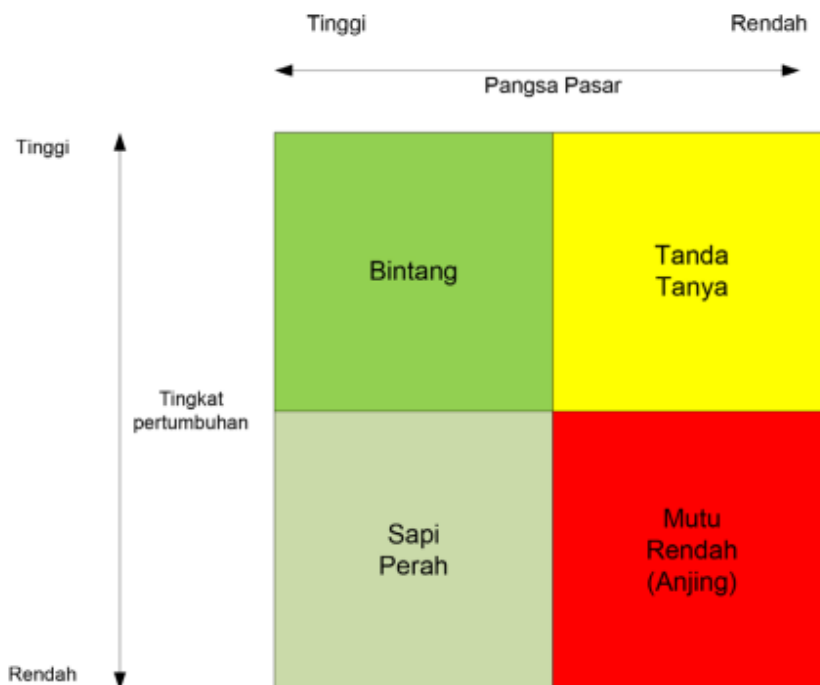 Tinggi
Rendah
Pangsa Pasar
Tinggi
Bintang
Tanda
Tanya
Tingkat
pertumbuhan
Sapi
Perah
Mutu
Rendah
(Anjing)
Rendah